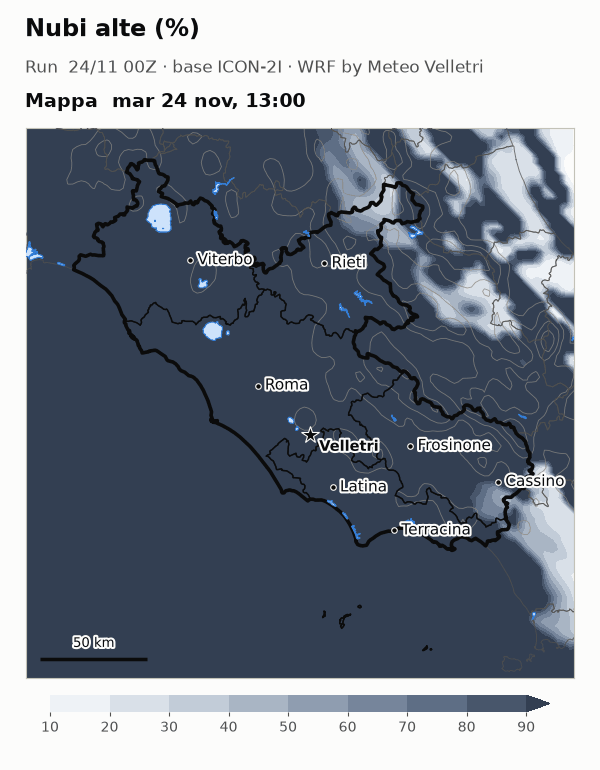 Nubi alte (%)
Run  24/11 00Z · base ICON-2I · WRF by Meteo Velletri
Mappa  mar 24 nov, 13:00
Viterbo
Rieti
Roma
Velletri
Frosinone
Latina
Cassino
Terracina
50 km
10 20 30 40 50 60 70 80 90